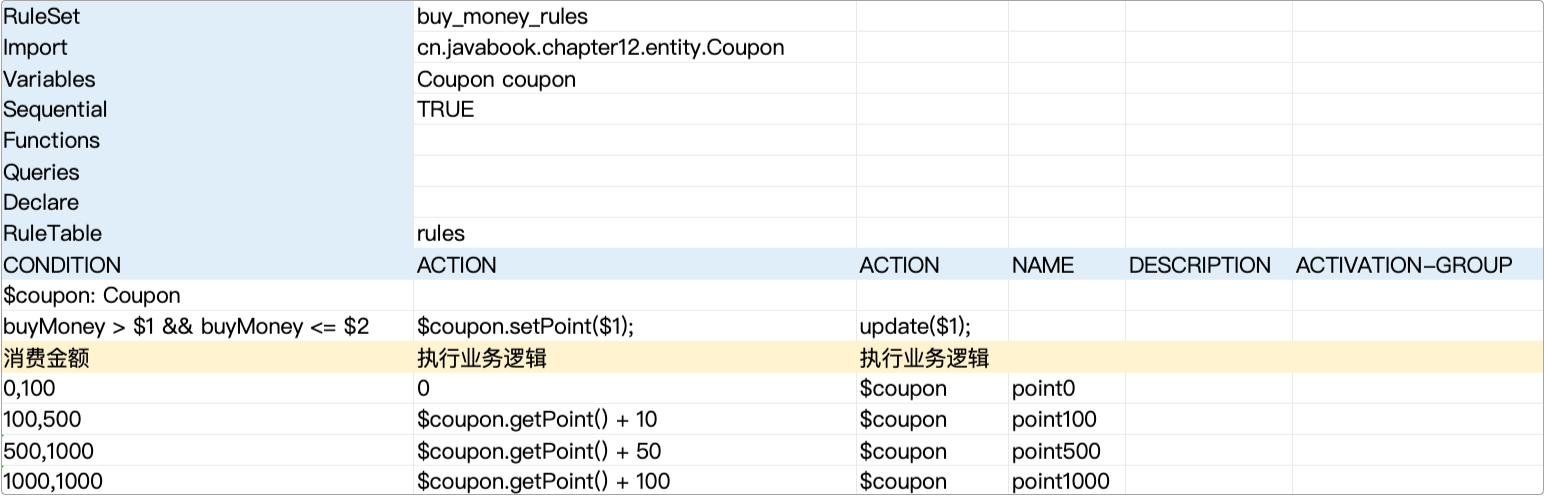 RuleSet buy_money_rules
Import cn.javabook.chapter12.entity.Coupon
Variables Coupon coupon
Sequential TRUE
Functions
Queries
Declare
RuleTable rules
CONDITION ACTION ACTION NAME DESCRIPTION ACTIVATION-GROUP
$coupon: Coupon
buyMoney > $1 && buyMoney <= $2 $coupon.setPoint($1); update($1);
消费金额 执行业务逻辑 执行业务逻辑
0,100 0 $coupon point0
100,500 $coupon.getPoint() + 10 $coupon point100
500,1000 $coupon.getPoint() + 50 $coupon point500
1000,1000 $coupon.getPoint() + 100 $coupon point1000